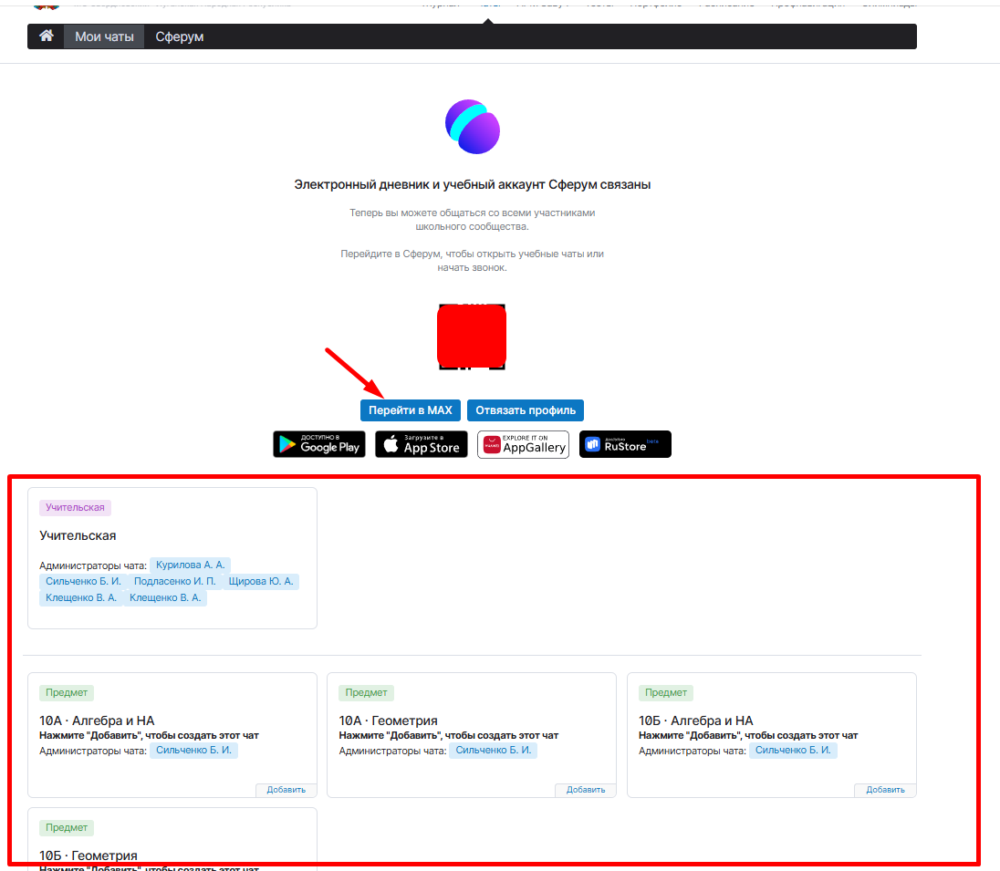 Мои чаты
Сферум
Электронный дневник и учебный аккаунт Сферум связаны
Теперь вы можете общаться со всеми участниками
школьного сообщества.
Перейдите в Сферум, чтобы открыть учебные чаты или
начать звонок.
Перейти в MAX
Отвязать профиль
ДОСТУПНО В
Google Play
Загрузите в
App Store
EXPLORE IT ON
AppGallery
RuStore
Учительская
Учительская
Администраторы чата: Курилова А. А.
Сильченко Б. И. Подласенко И. П. Щирова Ю. А.
Клещенко В. А. Клещенко В. А.
Предмет
10А · Алгебра и НА
Нажмите "Добавить", чтобы создать этот чат
Администраторы чата: Сильченко Б. И.
Добавить
Предмет
10А · Геометрия
Нажмите "Добавить", чтобы создать этот чат
Администраторы чата: Сильченко Б. И.
Добавить
Предмет
10Б · Алгебра и НА
Нажмите "Добавить", чтобы создать этот чат
Администраторы чата: Сильченко Б. И.
Добавить
Предмет
10Б · Геометрия
Нажмите "Добавить", чтобы создать этот чат